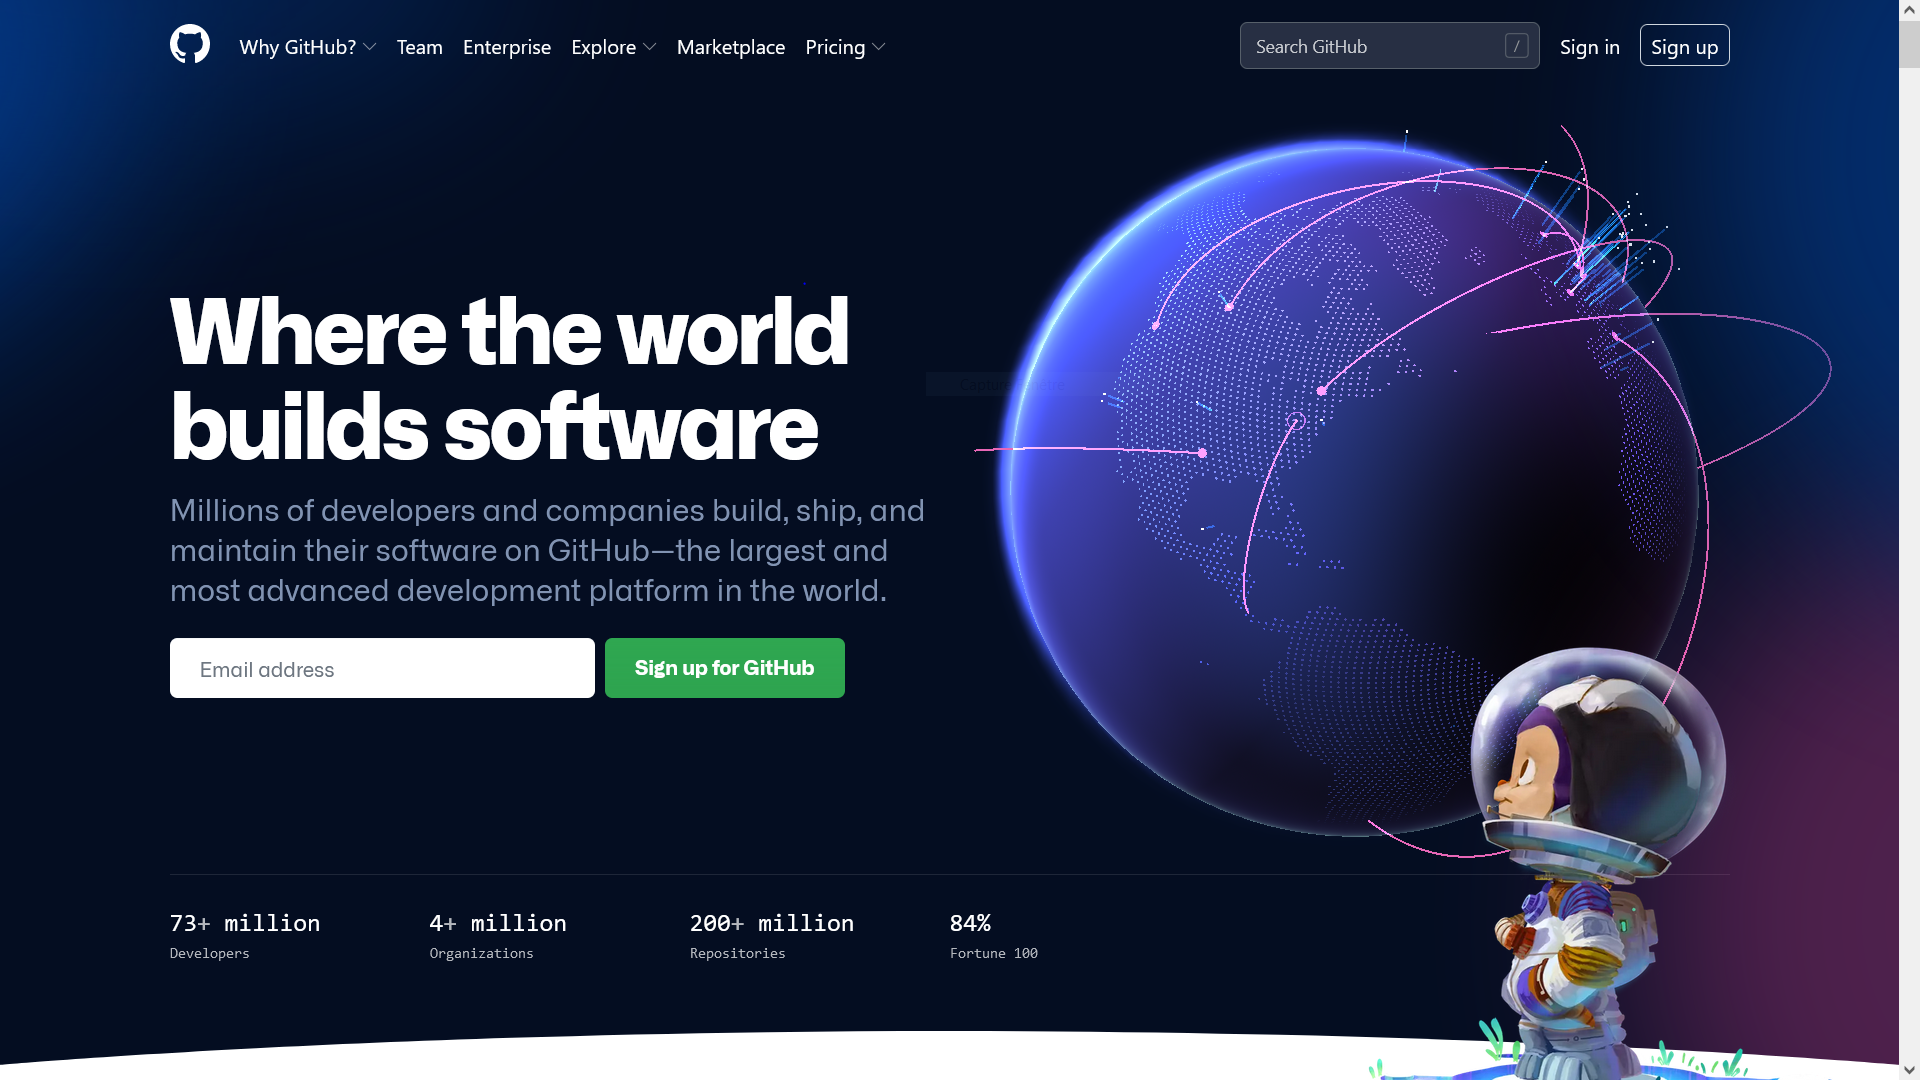 Why GitHub? Team Enterprise Explore Marketplace Pricing Search GitHub / Sign in Sign up
Where the world
builds software
Millions of developers and companies build, ship, and
maintain their software on GitHub—the largest and
most advanced development platform in the world.
Email address Sign up for GitHub
73+ million 4+ million 200+ million 84%
Developers Organizations Repositories Fortune 100